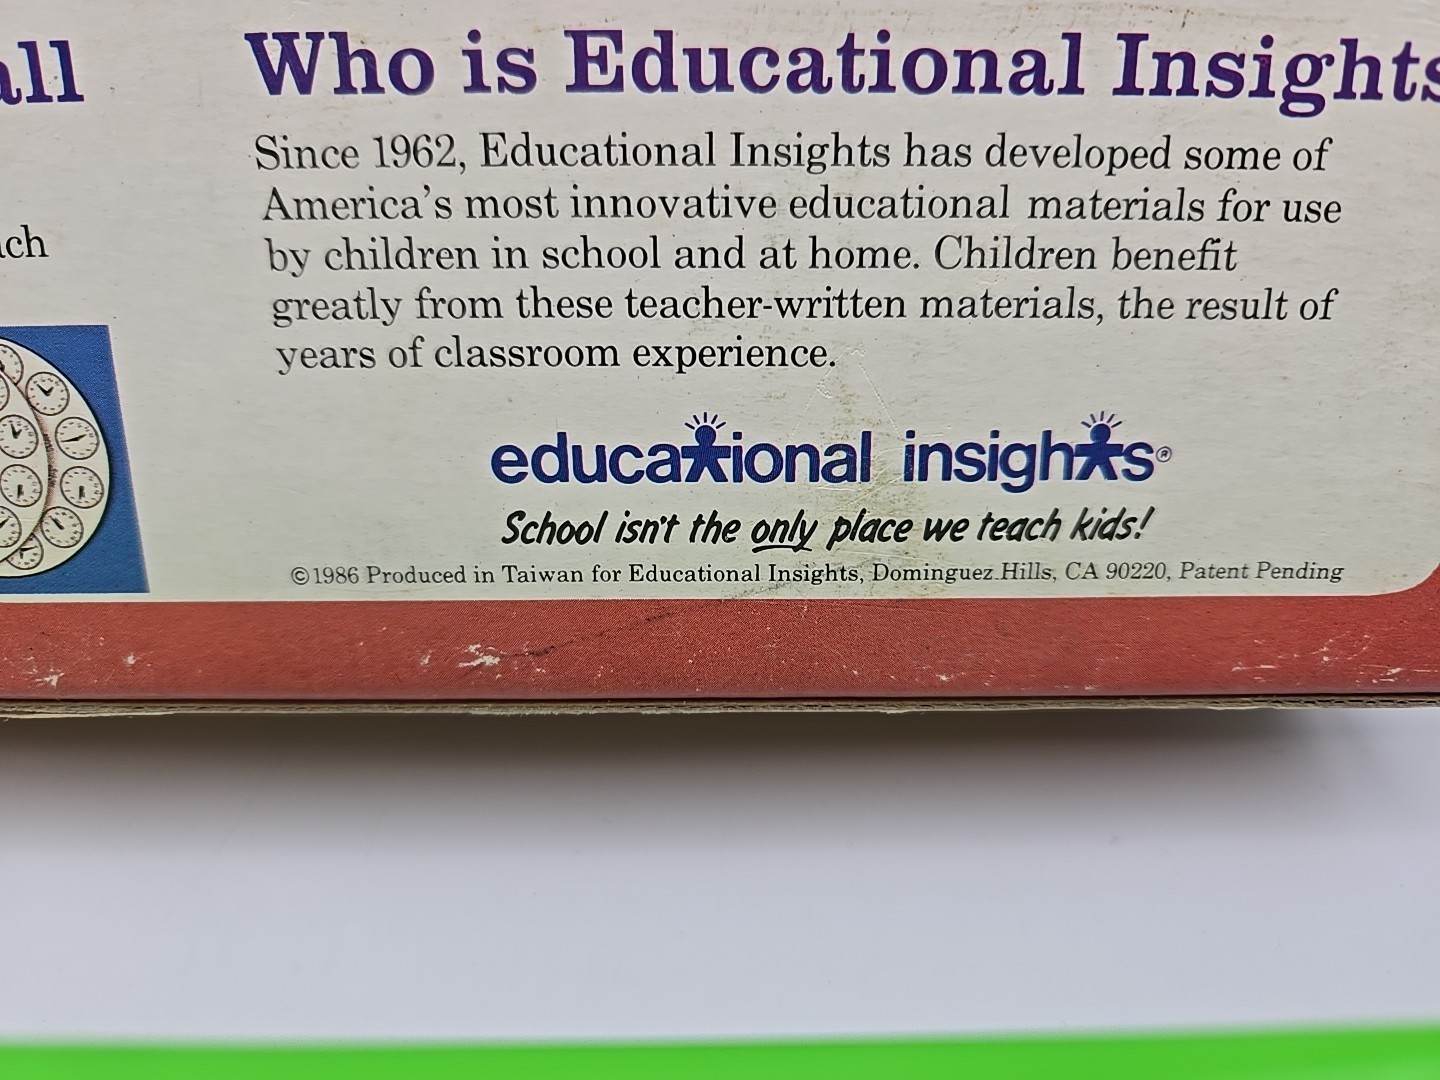 all
Who is Educational Insights
Since 1962, Educational Insights has developed some of
America's most innovative educational materials for use
by children in school and at home. Children benefit
greatly from these teacher-written materials, the result of
years of classroom experience.
educational insights®
School isn't the only place we teach kids!
©1986 Produced in Taiwan for Educational Insights, Dominguez Hills, CA 90220, Patent Pending